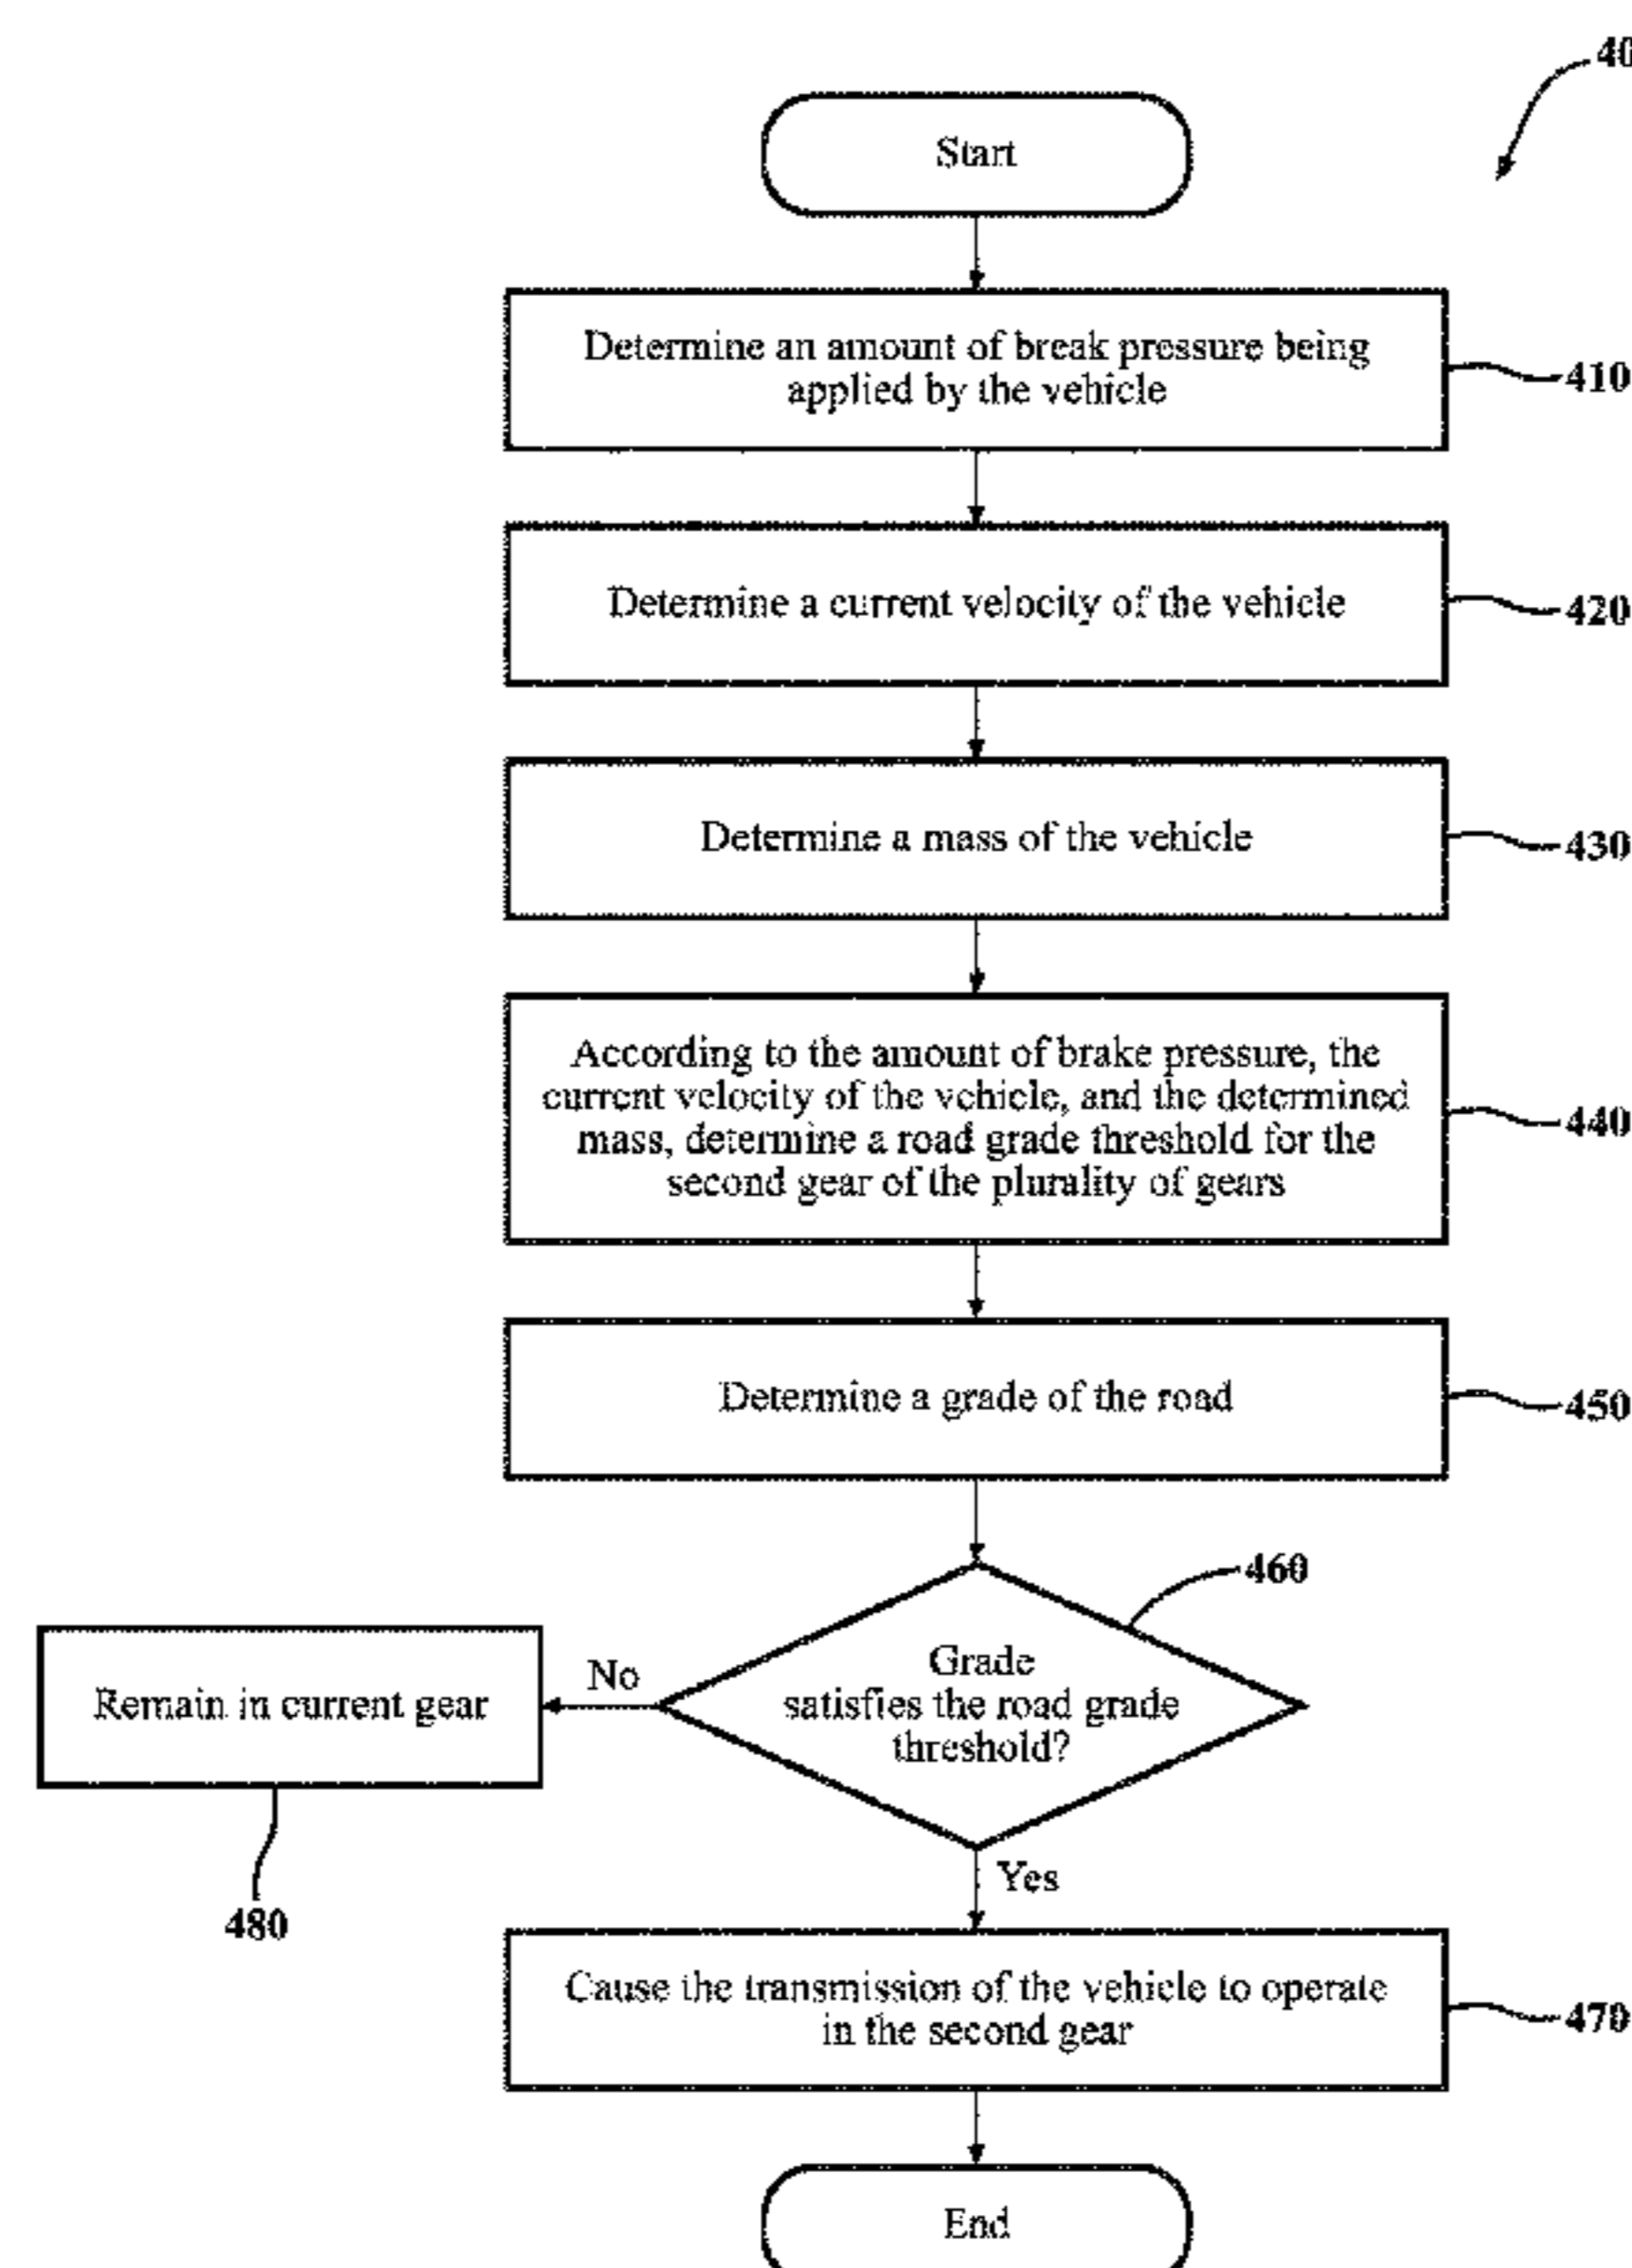 40
Start
Determine an amount of break pressure being
applied by the vehicle
410
Determine a current velocity of the vehicle
420
Determine a mass of the vehicle
430
According to the amount of brake pressure, the
current velocity of the vehicle, and the determined
mass, determine a road grade threshold for the
second gear of the plurality of gears
440
Determine a grade of the road
450
460
Grade
satisfies the road grade
threshold?
No
Remain in current gear
480
Yes
Cause the transmission of the vehicle to operate
in the second gear
470
End